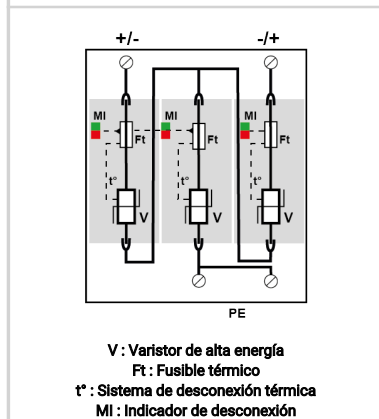 +/- -/+
MI MI MI
Ft Ft Ft
t° t° t°
V V V
PE
V : Varistor de alta energía
Ft : Fusible térmico
t° : Sistema de desconexión térmica
MI : Indicador de desconexión